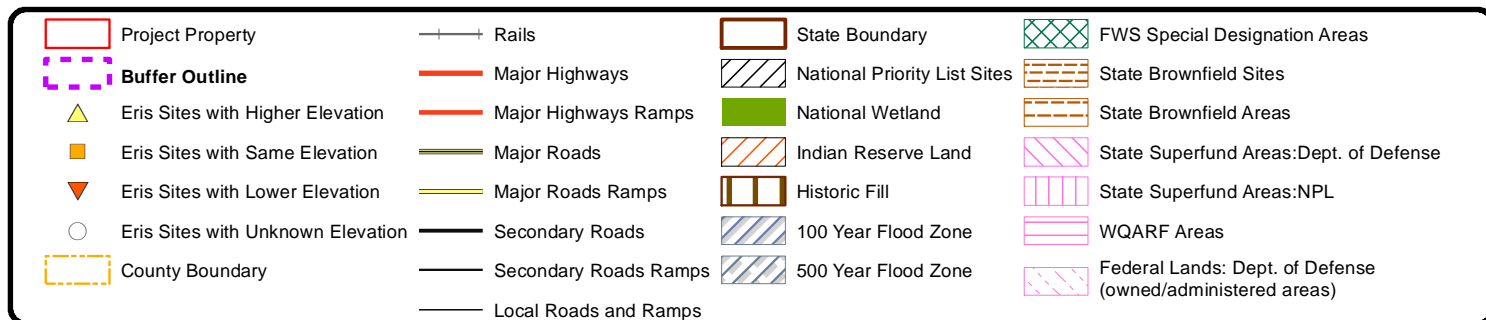 Project Property
Buffer Outline
Eris Sites with Higher Elevation
Eris Sites with Same Elevation
Eris Sites with Lower Elevation
Eris Sites with Unknown Elevation
County Boundary
Rails
Major Highways
Major Highways Ramps
Major Roads
Major Roads Ramps
Secondary Roads
Secondary Roads Ramps
Local Roads and Ramps
State Boundary
National Priority List Sites
National Wetland
Indian Reserve Land
Historic Fill
100 Year Flood Zone
500 Year Flood Zone
FWS Special Designation Areas
State Brownfield Sites
State Brownfield Areas
State Superfund Areas:Dept. of Defense
State Superfund Areas:NPL
WQARF Areas
Federal Lands: Dept. of Defense
(owned/administered areas)